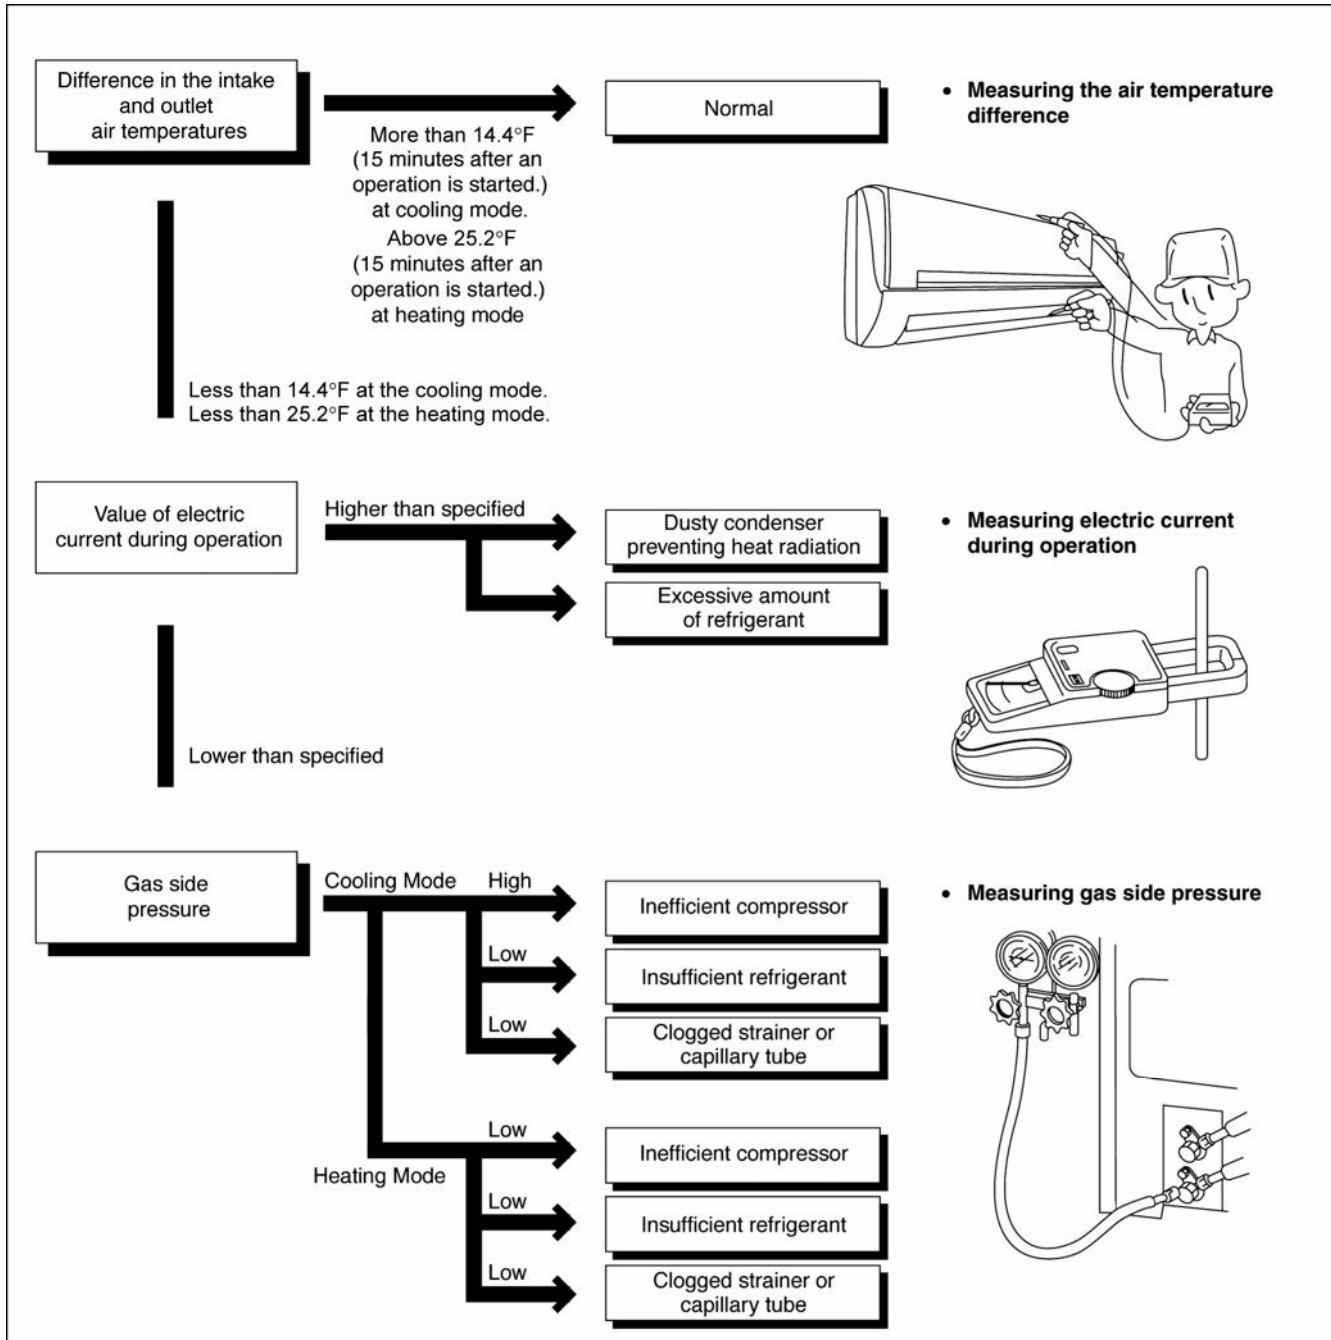 Difference in the intake
and outlet
air temperatures
More than 14.4°F
(15 minutes after an
operation is started.)
at cooling mode.
Above 25.2°F
(15 minutes after an
operation is started.)
at heating mode
Normal
• Measuring the air temperature
difference
Less than 14.4°F at the cooling mode.
Less than 25.2°F at the heating mode.
Value of electric
current during operation
Higher than specified
Dusty condenser
preventing heat radiation
Excessive amount
of refrigerant
• Measuring electric current
during operation
Lower than specified
Gas side
pressure
Cooling Mode
High
Inefficient compressor
Low
Insufficient refrigerant
Low
Clogged strainer or
capillary tube
• Measuring gas side pressure
Heating Mode
Low
Inefficient compressor
Low
Insufficient refrigerant
Low
Clogged strainer or
capillary tube